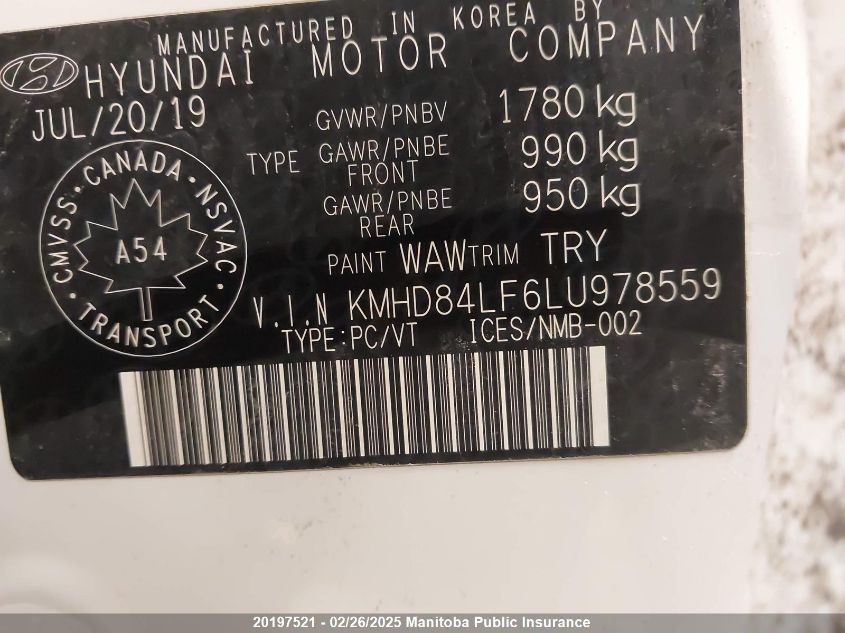 MANUFACTURED IN KOREA BY
HYUNDAI MOTOR COMPANY
JUL/20/19
GVWR/PNBV 1780 kg
TYPE GAWR/PNBE FRONT 990 kg
GAWR/PNBE REAR 950 kg
CMVSS · CANADA · NSVAC · TRANSPORT ·
A54
PAINT WAW TRIM TRY
V.I.N KMHD84LF6LU978559
TYPE:PC/VT ICES/NMB-002
20197521 | 02/26/2025 Manitoba Public Insurance